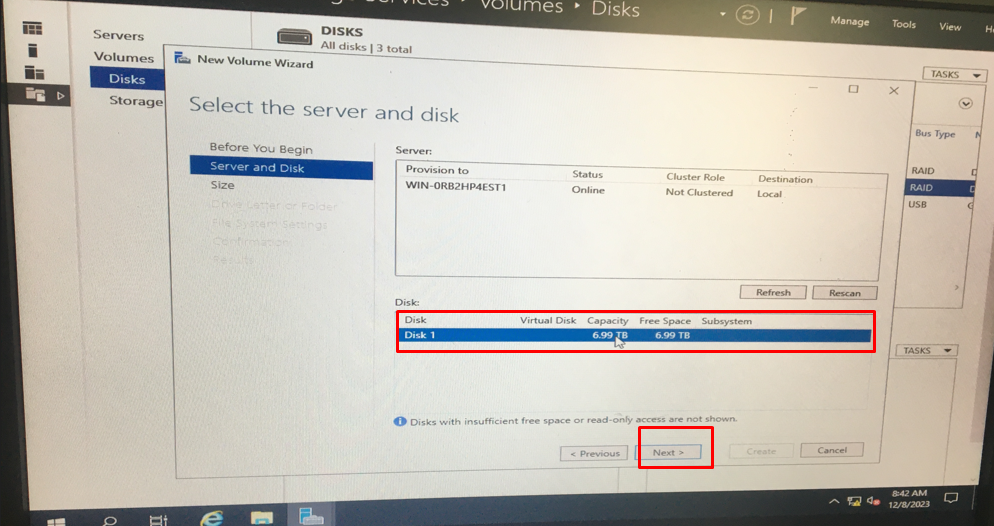 Volumes ‣ Disks
Manage Tools View
Servers
Volumes
Disks
Storage
DISKS
All disks | 3 total
TASKS
New Volume Wizard
Select the server and disk
Before You Begin
Server and Disk
Size
Drive Letter or Folder
File System Settings
Confirmation
Results
Server:
Provision to Status Cluster Role Destination
WIN-0RB2HP4EST1 Online Not Clustered Local
Refresh Rescan
Disk:
Disk Virtual Disk Capacity Free Space Subsystem
Disk 1 6.99 TB 6.99 TB
Disks with insufficient free space or read-only access are not shown.
< Previous Next > Create Cancel
Bus Type
RAID
RAID
USB
TASKS
8:42 AM
12/8/2023